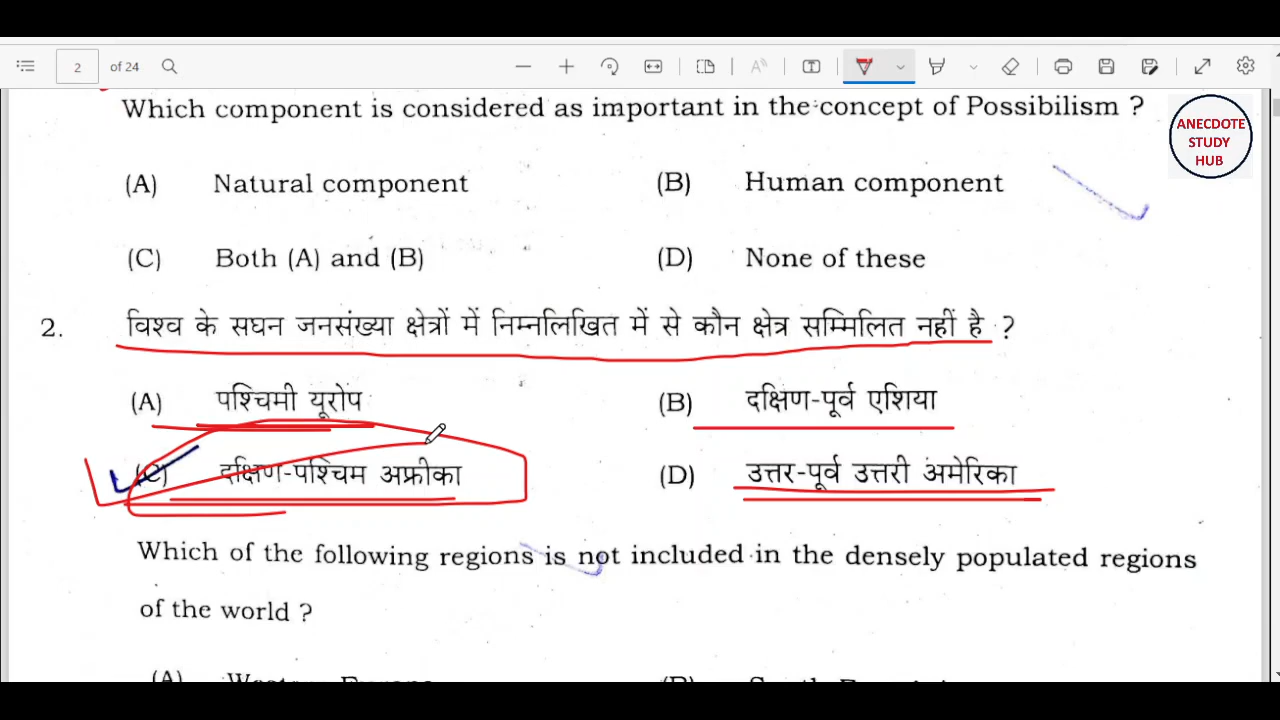 2 of 24
Which component is considered as important in the concept of Possibilism ?
ANECDOTE
STUDY
HUB
(A) Natural component (B) Human component
(C) Both (A) and (B) (D) None of these
2. विश्व के सघन जनसंख्या क्षेत्रों में निम्नलिखित में से कौन क्षेत्र सम्मिलित नहीं है ?
(A) पश्चिमी यूरोप (B) दक्षिण-पूर्व एशिया
(C) दक्षिण-पश्चिम अफ्रीका (D) उत्तर-पूर्व उत्तरी अमेरिका
Which of the following regions is not included in the densely populated regions
of the world ?
(A) Western Europe (B)